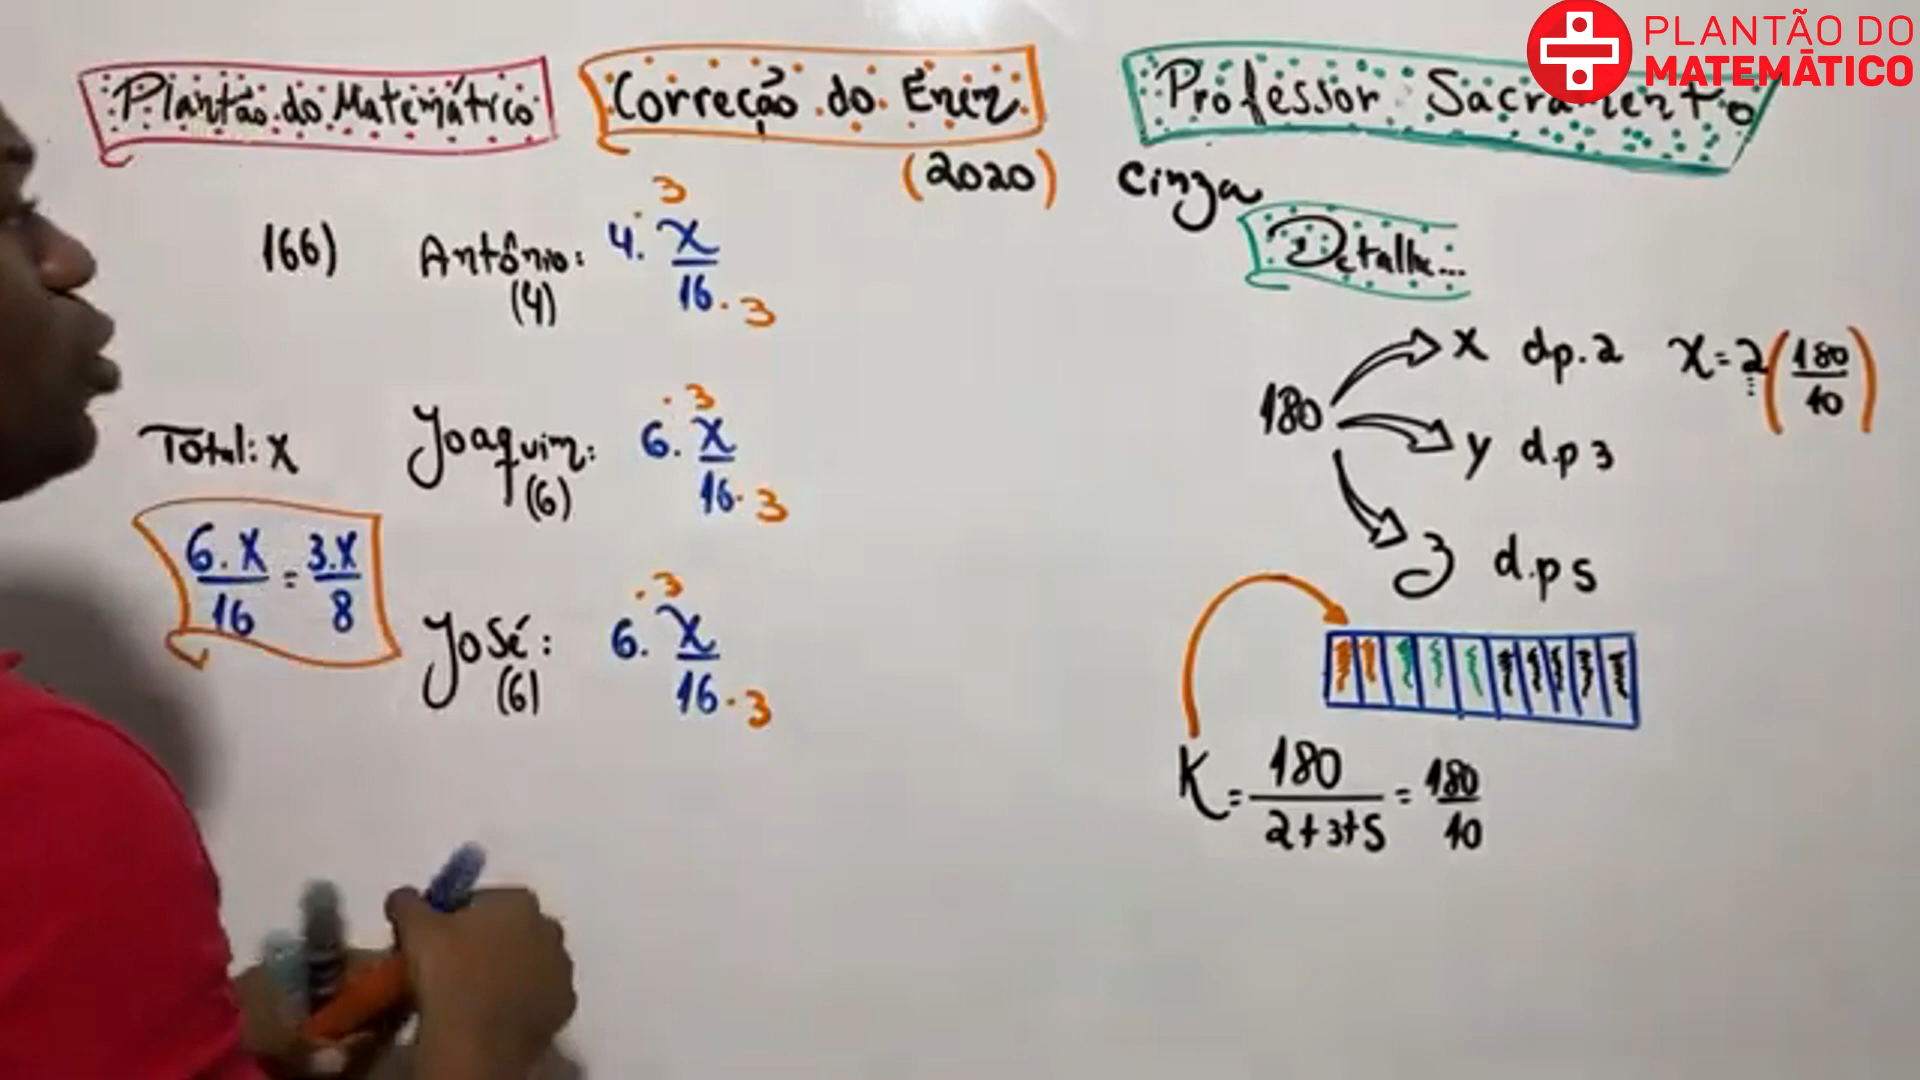 PLANTÃO DO
MATEMÁTICO
Plantão do Matemático
Correção do Enem
(2020)
Professor Sacramento
cinza
Detalhe...
166)
Antônio: 4. x/16 .3 .3
(4)
Total: x
Joaquim: 6. x/16 .3 .3
(6)
6.x/16 = 3.x/8
José: 6. x/16 .3 .3
(6)
180
x dp.2 x=2(180/10)
y d.p 3
z d.p 5
K= 180/2+3+5 = 180/10